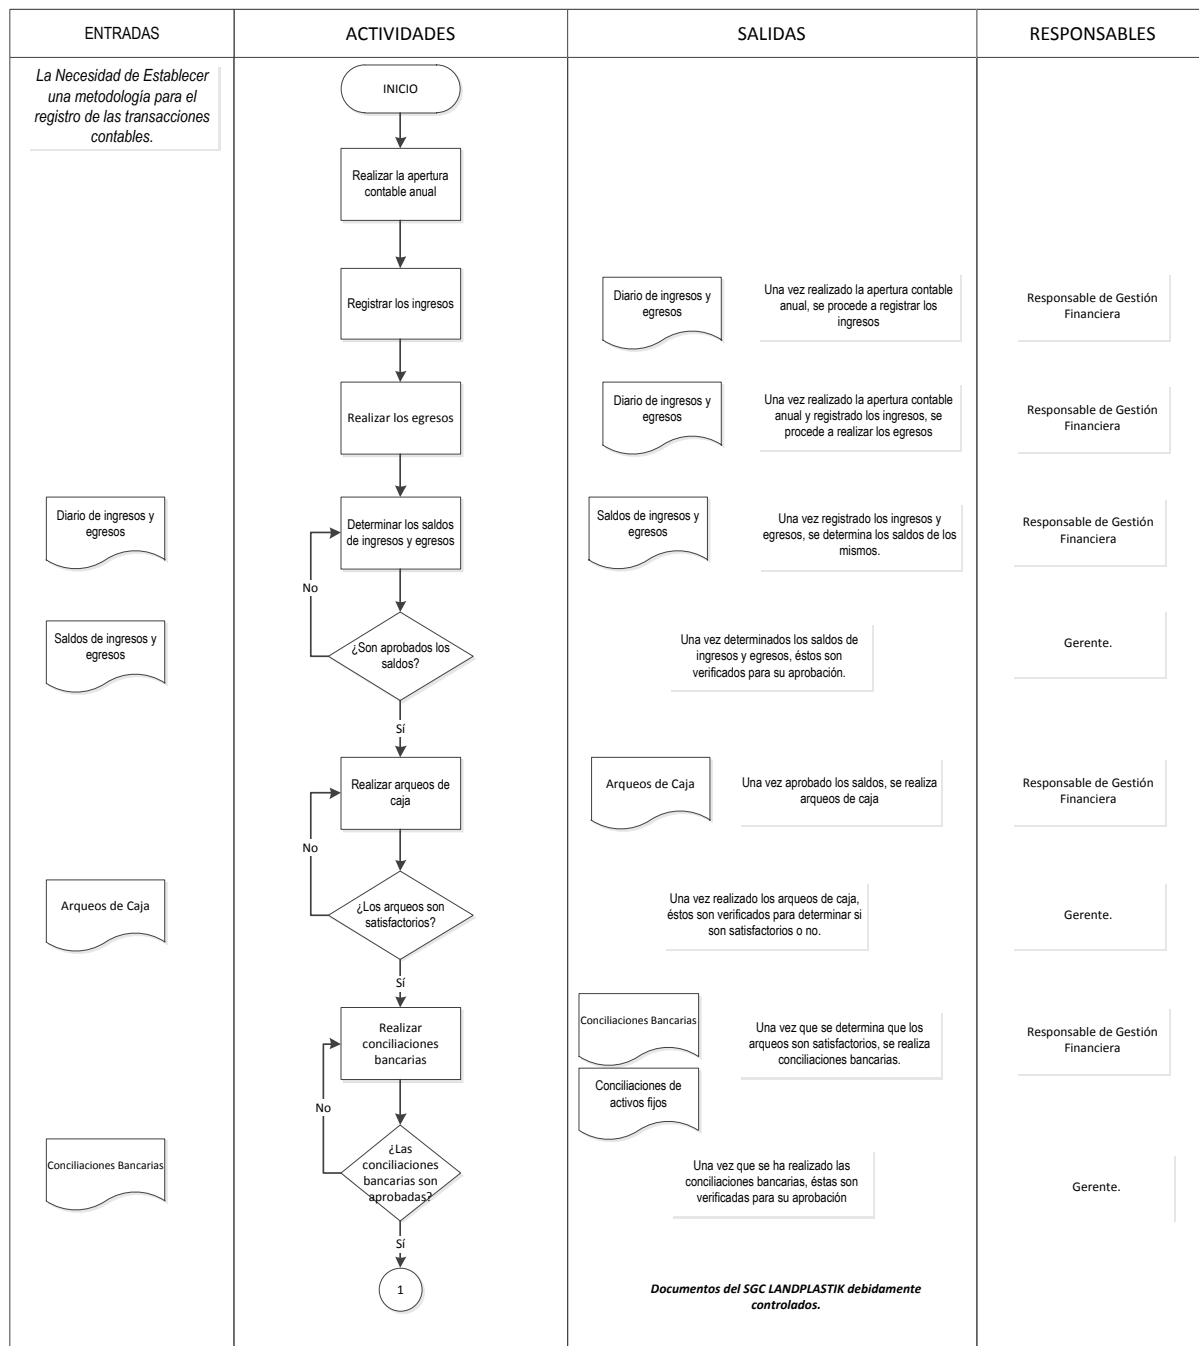 ENTRADAS
ACTIVIDADES
SALIDAS
RESPONSABLES
La Necesidad de Establecer
una metodología para el
registro de las transacciones
contables.
INICIO
Realizar la apertura
contable anual
Registrar los ingresos
Diario de ingresos y
egresos
Una vez realizado la apertura contable
anual, se procede a registrar los
ingresos
Responsable de Gestión
Financiera
Realizar los egresos
Diario de ingresos y
egresos
Una vez realizado la apertura contable
anual y registrado los ingresos, se
procede a realizar los egresos
Responsable de Gestión
Financiera
Diario de ingresos y
egresos
Determinar los saldos
de ingresos y egresos
Saldos de ingresos y
egresos
Una vez registrado los ingresos y
egresos, se determina los saldos de los
mismos.
Responsable de Gestión
Financiera
No
Saldos de ingresos y
egresos
¿Son aprobados los
saldos?
Una vez determinados los saldos de
ingresos y egresos, éstos son
verificados para su aprobación.
Gerente.
Sí
Realizar arqueos de
caja
Arqueos de Caja
Una vez aprobado los saldos, se realiza
arqueos de caja
Responsable de Gestión
Financiera
No
Arqueos de Caja
¿Los arqueos son
satisfactorios?
Una vez realizado los arqueos de caja,
éstos son verificados para determinar si
son satisfactorios o no.
Gerente.
Sí
Realizar
conciliaciones
bancarias
Conciliaciones Bancarias
Una vez que se determina que los
arqueos son satisfactorios, se realiza
conciliaciones bancarias.
Responsable de Gestión
Financiera
Conciliaciones de
activos fijos
No
Conciliaciones Bancarias
¿Las
conciliaciones
bancarias son
aprobadas?
Una vez que se ha realizado las
conciliaciones bancarias, éstas son
verificadas para su aprobación
Gerente.
Sí
1
Documentos del SGC LANDPLASTIK debidamente
controlados.